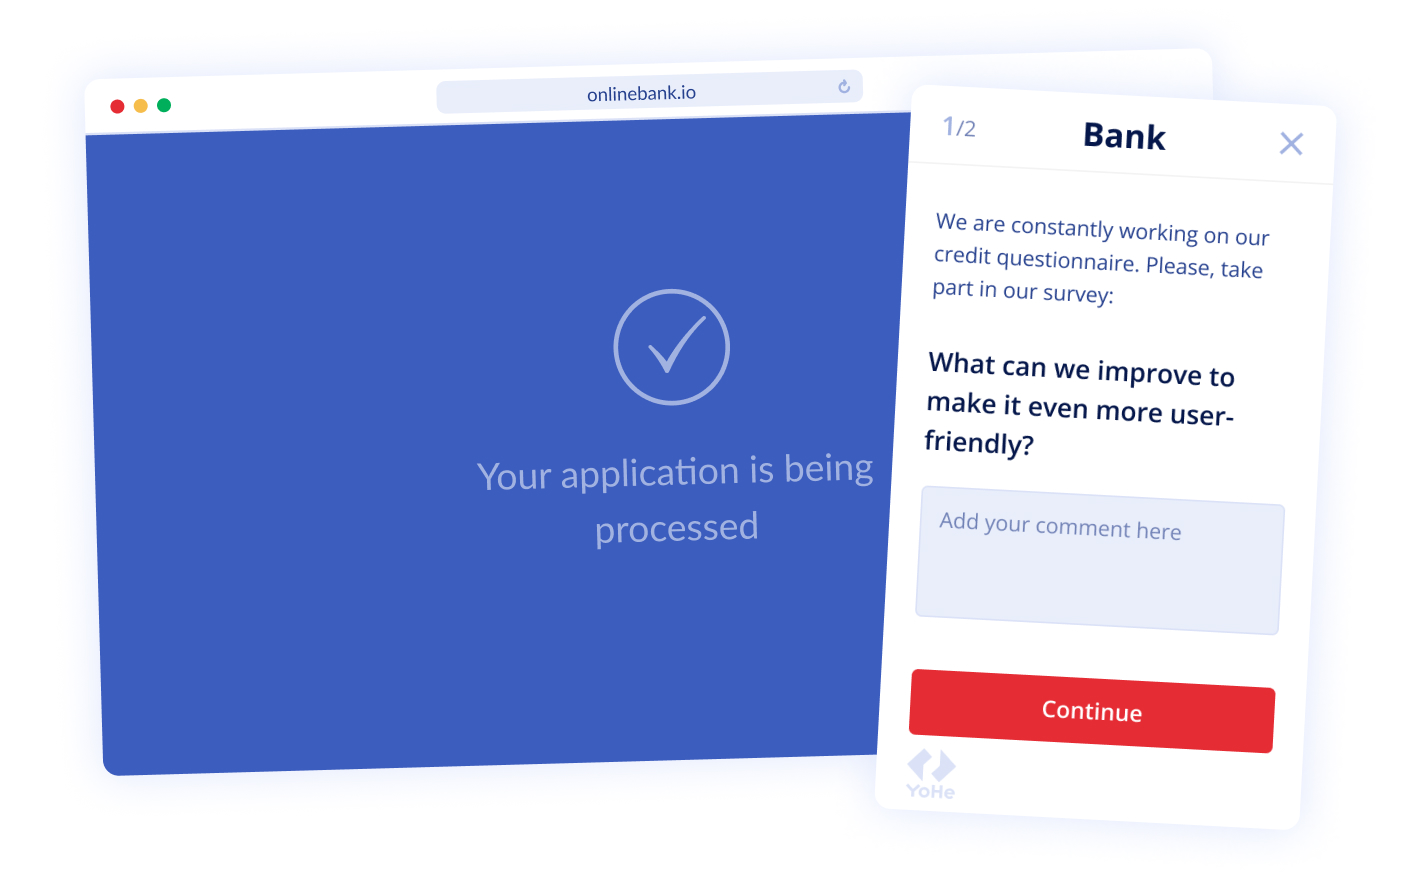 onlinebank.io
Your application is being
processed
1/2
Bank
We are constantly working on our
credit questionnaire. Please, take
part in our survey:
What can we improve to
make it even more user-
friendly?
Add your comment here
Continue
YoHe